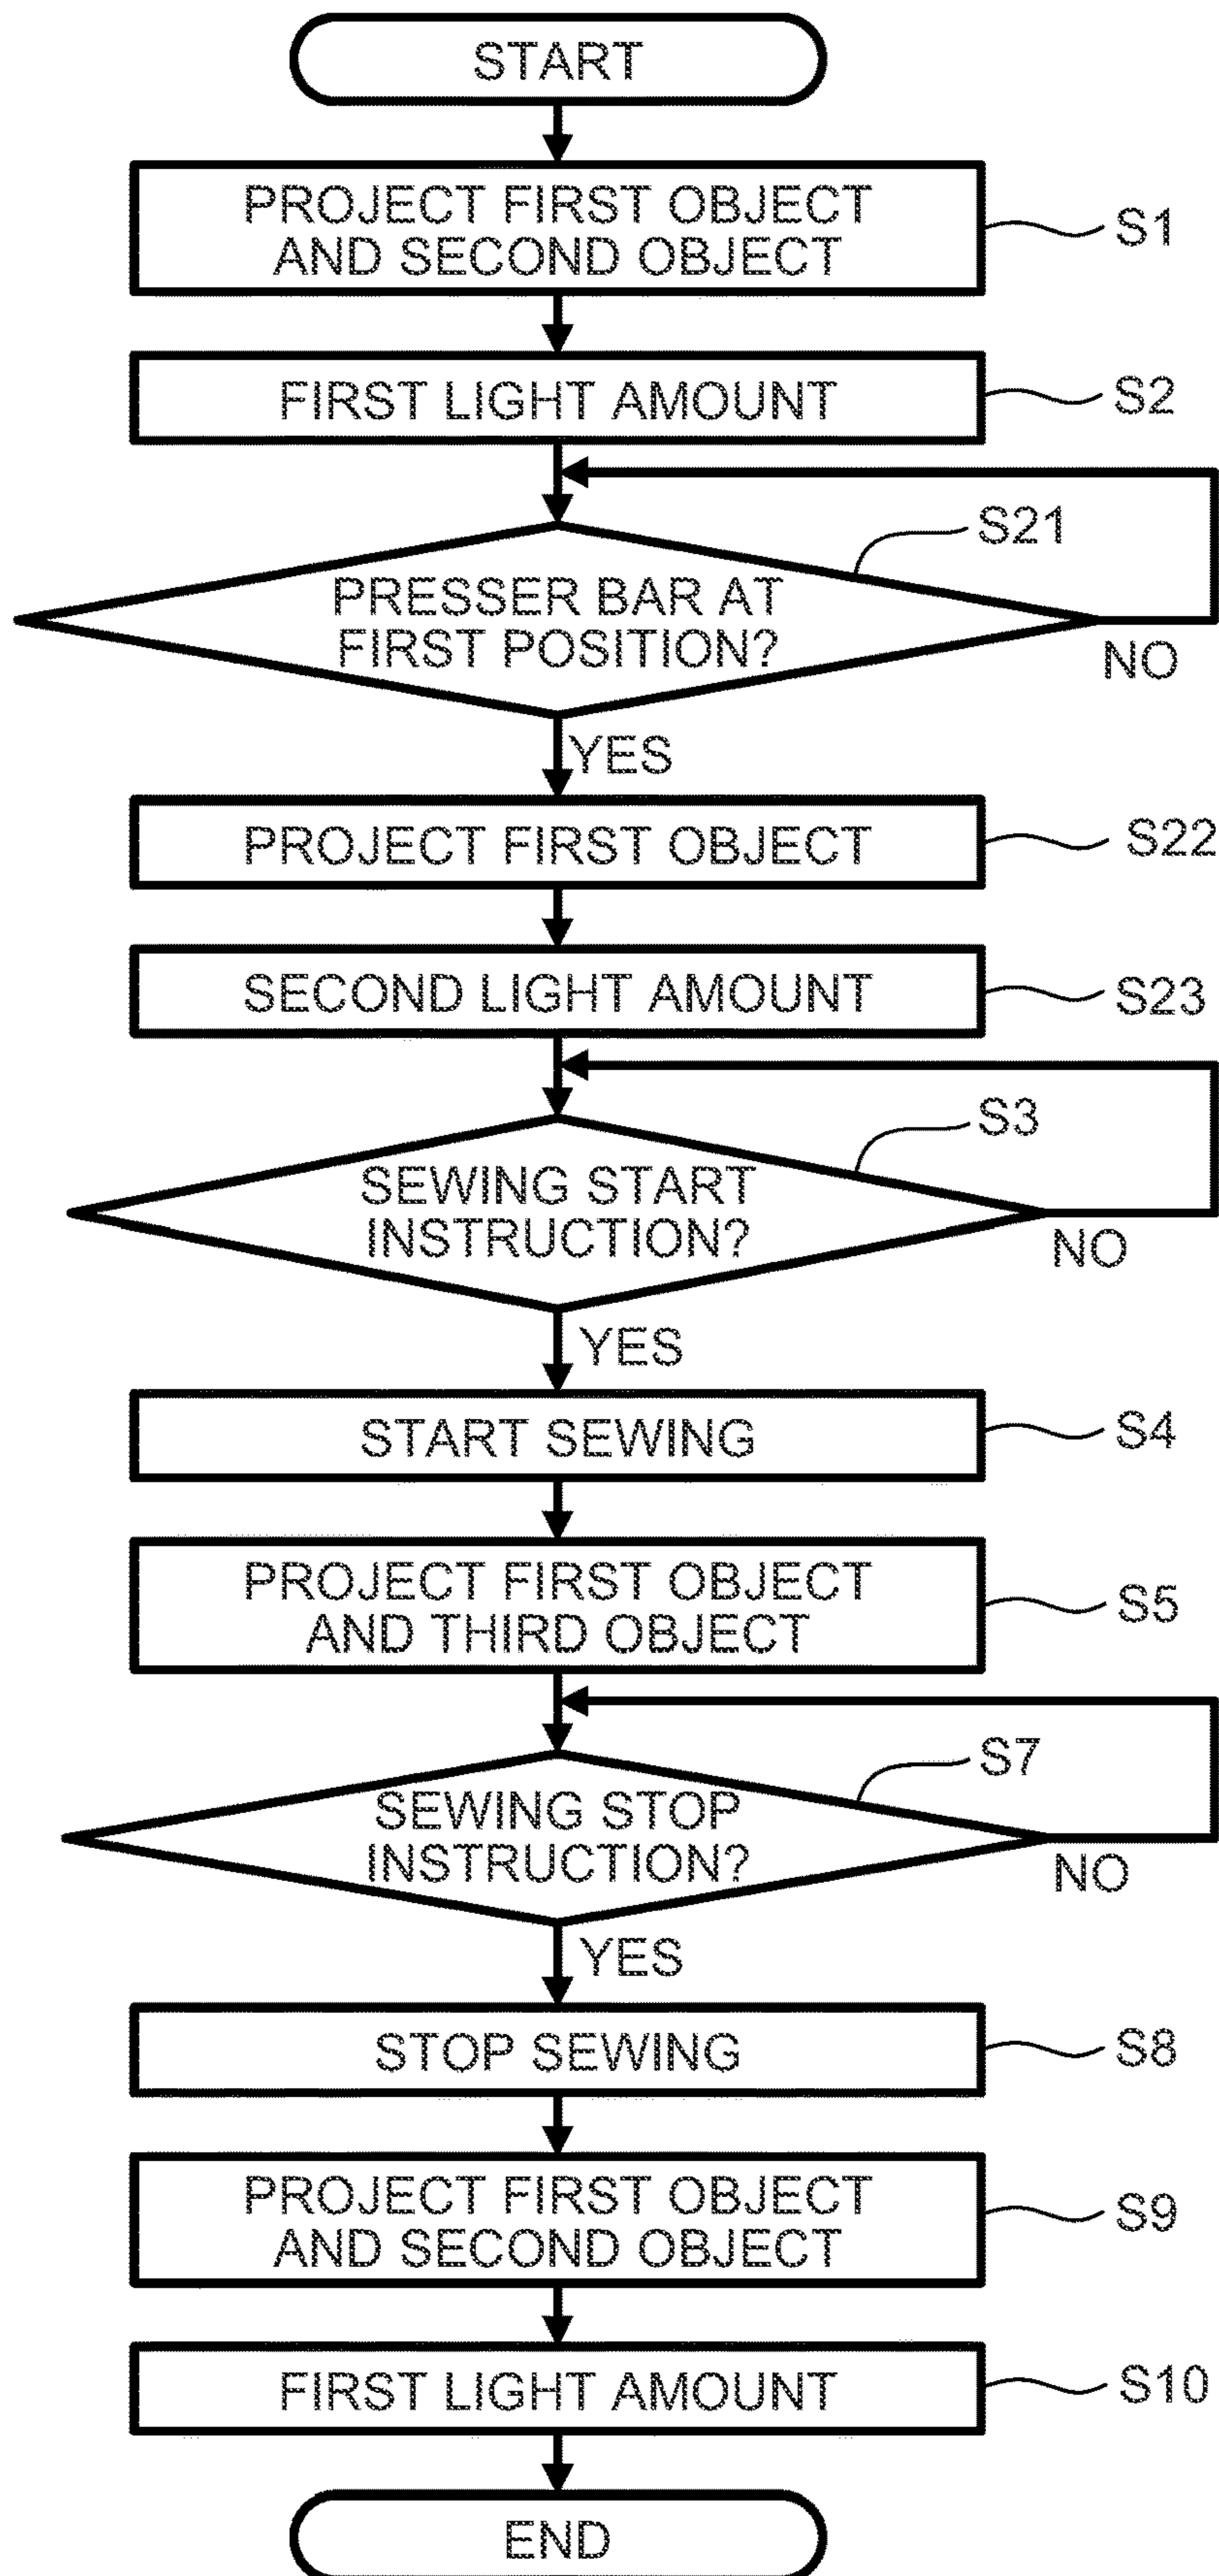 START
PROJECT FIRST OBJECT
AND SECOND OBJECT
S1
FIRST LIGHT AMOUNT
S2
S21
PRESSER BAR AT
FIRST POSITION?
NO
YES
PROJECT FIRST OBJECT
S22
SECOND LIGHT AMOUNT
S23
S3
SEWING START
INSTRUCTION?
NO
YES
START SEWING
S4
PROJECT FIRST OBJECT
AND THIRD OBJECT
S5
S7
SEWING STOP
INSTRUCTION?
NO
YES
STOP SEWING
S8
PROJECT FIRST OBJECT
AND SECOND OBJECT
S9
FIRST LIGHT AMOUNT
S10
END